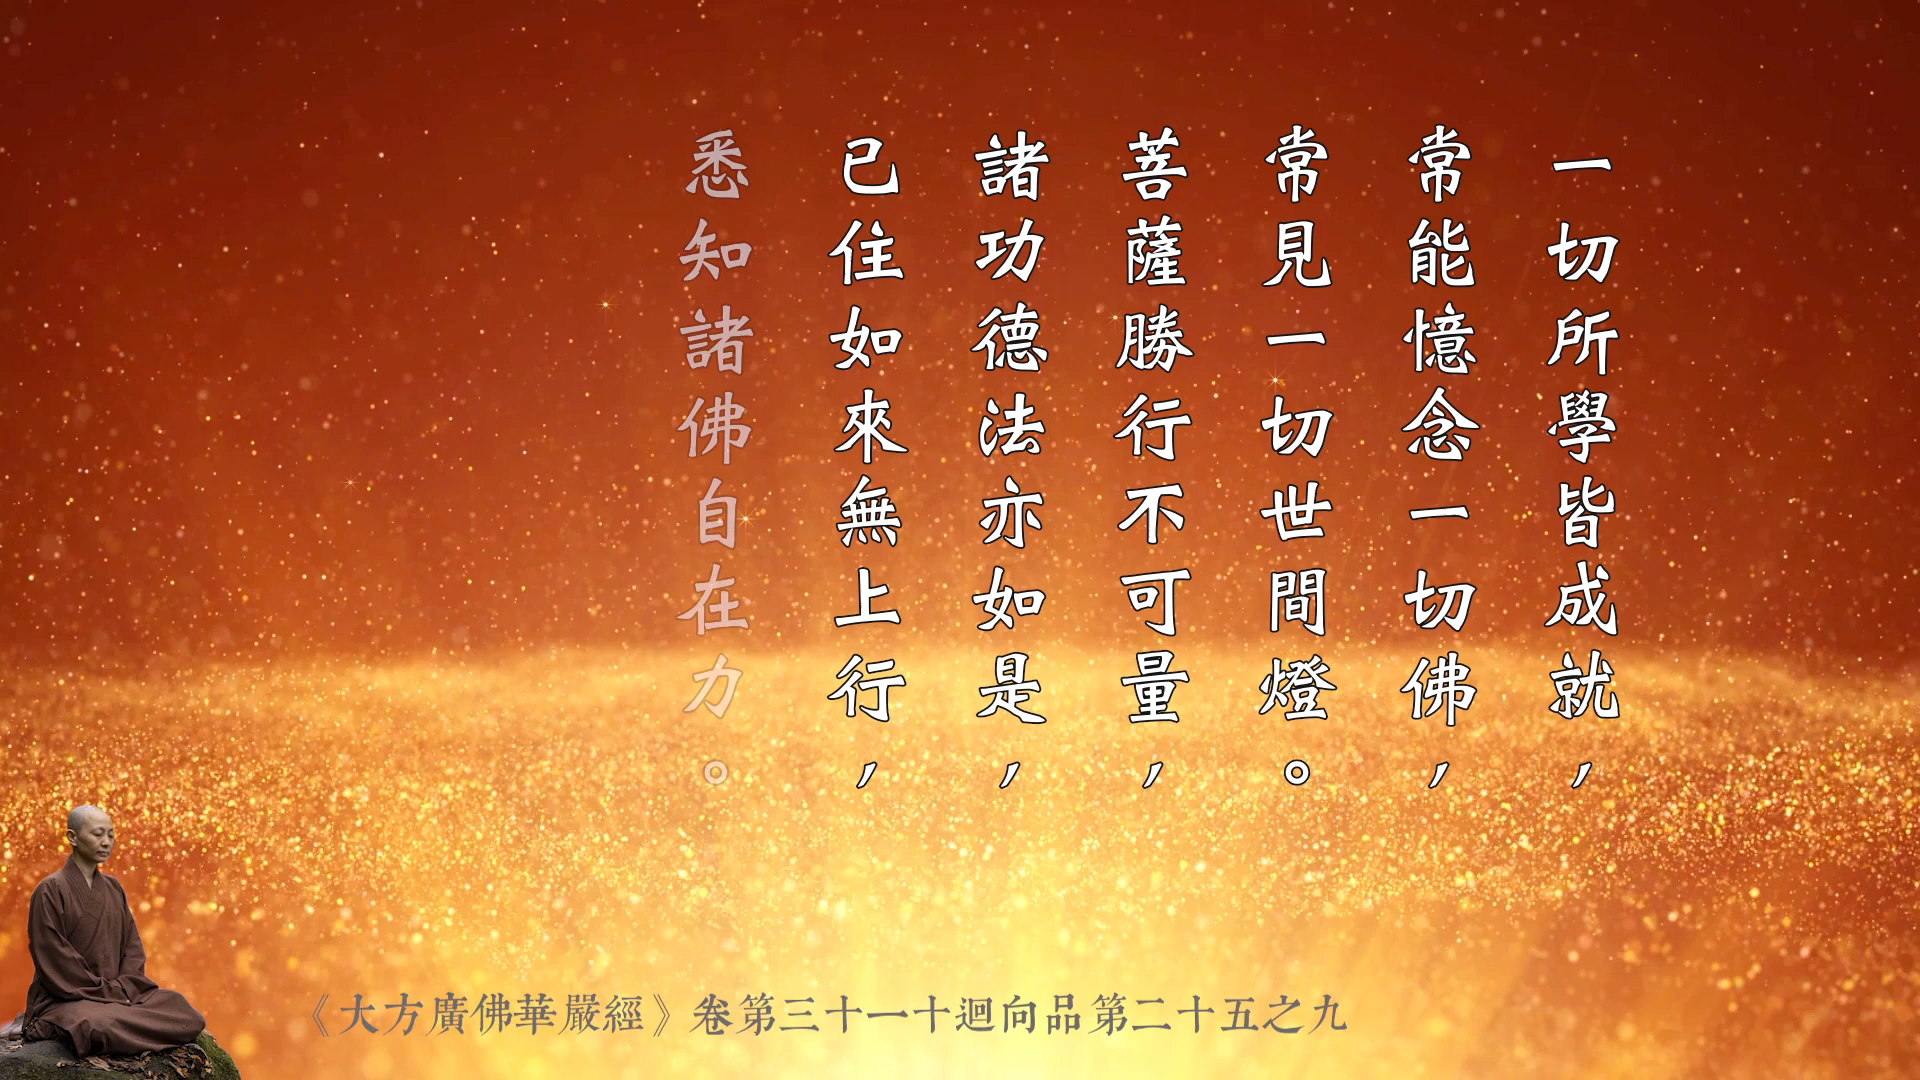 一切所學皆成就，
常能憶念一切佛，
常見一切世間燈。
菩薩勝行不可量，
諸功德法亦如是，
已住如來無上行，
悉知諸佛自在力。
《大方廣佛華嚴經》卷第三十一十迴向品第二十五之九